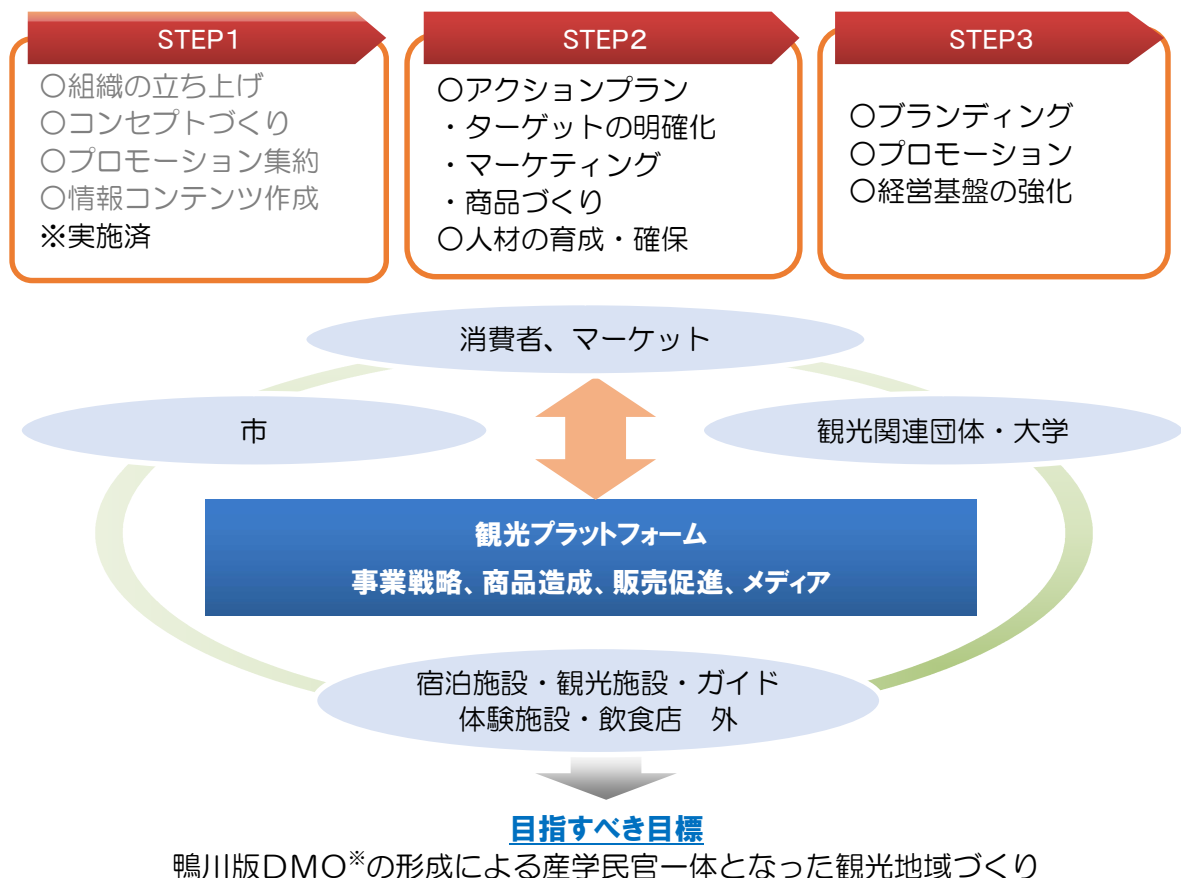 STEP1
○組織の立ち上げ
○コンセプトづくり
○プロモーション集約
○情報コンテンツ作成
※実施済
STEP2
○アクションプラン
・ターゲットの明確化
・マーケティング
・商品づくり
○人材の育成・確保
STEP3
○ブランディング
○プロモーション
○経営基盤の強化
消費者、マーケット
市
観光関連団体・大学
観光プラットフォーム
事業戦略、商品造成、販売促進、メディア
宿泊施設・観光施設・ガイド
体験施設・飲食店　外
目指すべき目標
鴨川版DMO※の形成による産学民官一体となった観光地域づくり